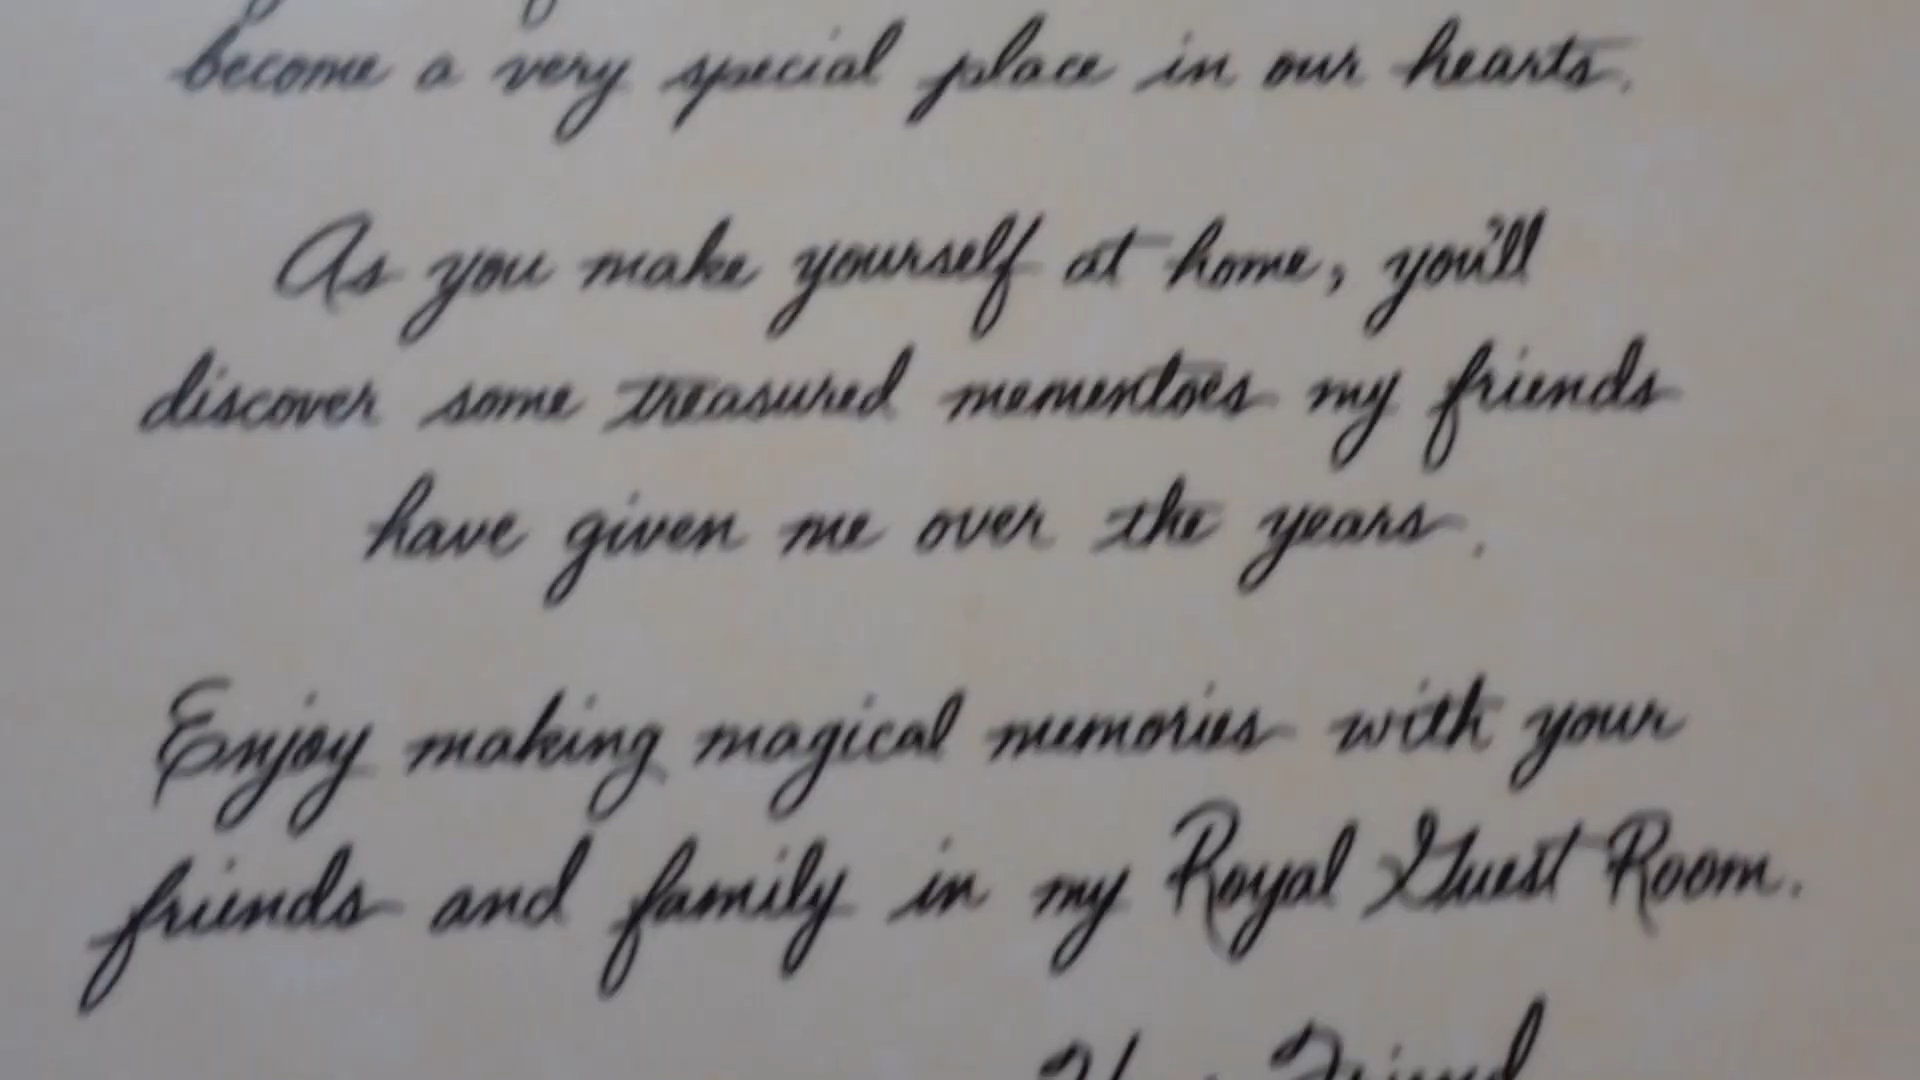 become a very special place in our hearts.
As you make yourself at home, you'll
discover some treasured mementoes my friends
have given me over the years.
Enjoy making magical memories with your
friends and family in my Royal Guest Room.
Friend